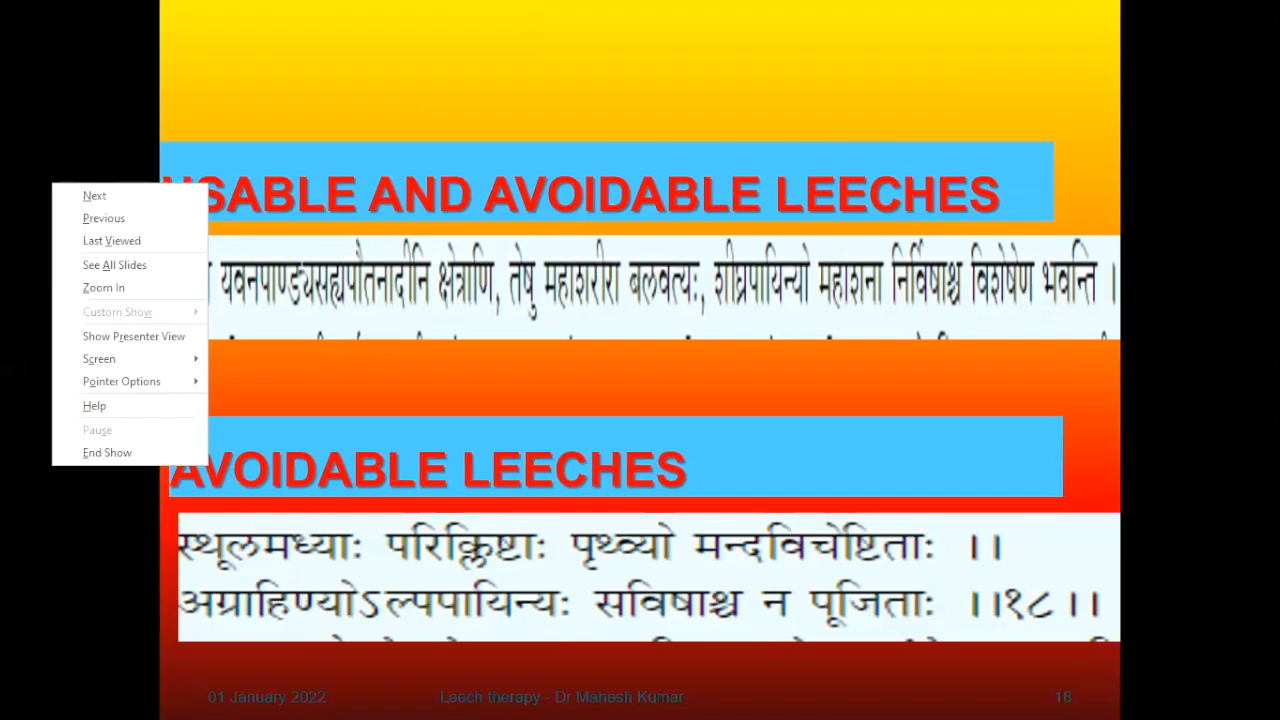 USABLE AND AVOIDABLE LEECHES
यवनपाण्ड्यसह्यपौतनादीनि क्षेत्राणि, तेषु महाशरीरा बलवत्यः, शीघ्रपायिन्यो महाशना निर्विषाश्च विशेषेण भवन्ति ।
Next
Previous
Last Viewed
See All Slides
Zoom In
Custom Show
Show Presenter View
Screen
Pointer Options
Help
Pause
End Show
AVOIDABLE LEECHES
स्थूलमध्याः परिक्लिष्टाः पृथ्व्यो मन्दविचेष्टिताः ।।
अग्राहिण्योऽल्पपायिन्यः सविषाश्च न पूजिताः ।।१८।।
01 January 2022 Leech therapy - Dr Mahesh Kumar 18